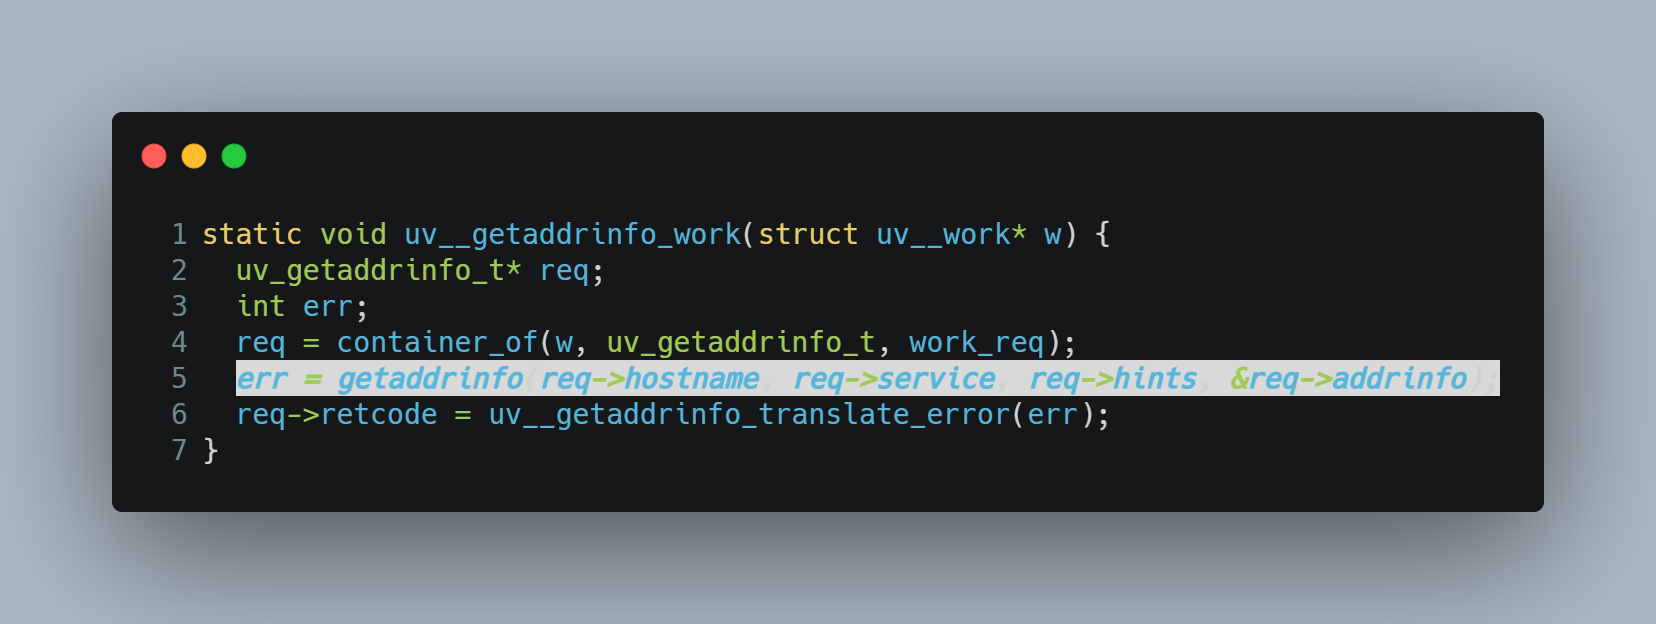 1 static void uv__getaddrinfo_work(struct uv__work* w) {
2   uv_getaddrinfo_t* req;
3   int err;
4   req = container_of(w, uv_getaddrinfo_t, work_req);
5   err = getaddrinfo(req->hostname, req->service, req->hints, &req->addrinfo);
6   req->retcode = uv__getaddrinfo_translate_error(err);
7 }